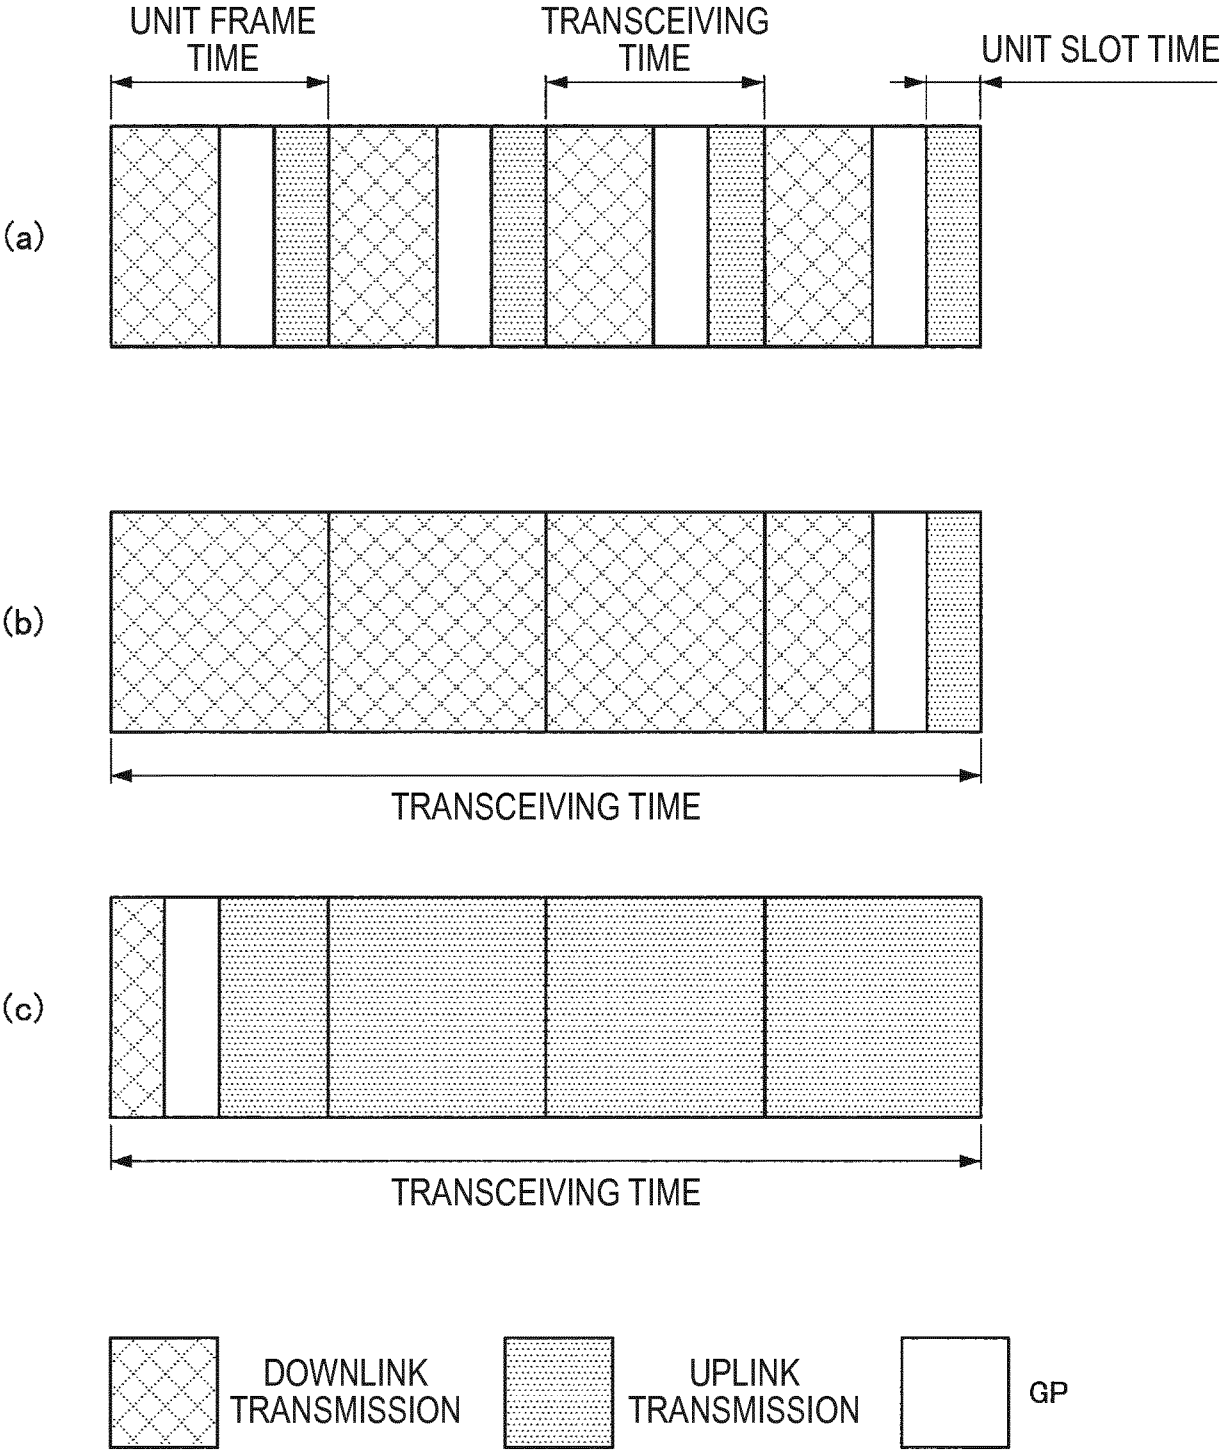 UNIT FRAME
TIME
TRANSCEIVING
TIME
UNIT SLOT TIME
(a)
(b)
TRANSCEIVING TIME
(c)
TRANSCEIVING TIME
DOWNLINK
TRANSMISSION
UPLINK
TRANSMISSION
GP